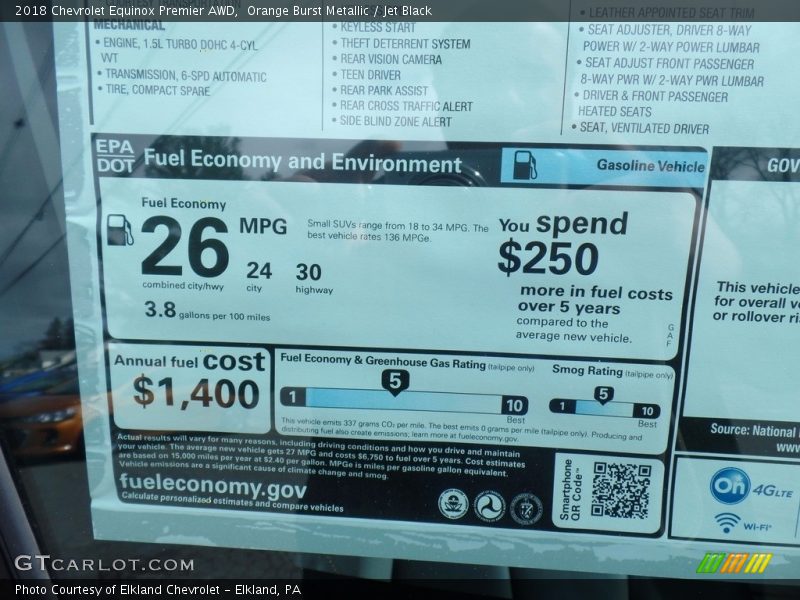 2018 Chevrolet Equinox Premier AWD, Orange Burst Metallic / Jet Black
MECHANICAL
• ENGINE, 1.5L TURBO DOHC 4-CYL
VVT
• TRANSMISSION, 6-SPD AUTOMATIC
• TIRE, COMPACT SPARE
• KEYLESS START
• THEFT DETERRENT SYSTEM
• REAR VISION CAMERA
• TEEN DRIVER
• REAR PARK ASSIST
• REAR CROSS TRAFFIC ALERT
• SIDE BLIND ZONE ALERT
• LEATHER APPOINTED SEAT TRIM
• SEAT ADJUSTER, DRIVER 8-WAY
POWER W/ 2-WAY POWER LUMBAR
• SEAT ADJUST FRONT PASSENGER
8-WAY PWR W/ 2-WAY PWR LUMBAR
• DRIVER & FRONT PASSENGER
HEATED SEATS
• SEAT, VENTILATED DRIVER
EPA
DOT
Fuel Economy and Environment
Gasoline Vehicle
Fuel Economy
26 MPG
combined city/hwy
24
city
30
highway
3.8 gallons per 100 miles
Small SUVs range from 18 to 34 MPG. The
best vehicle rates 136 MPGe.
You spend
$250
more in fuel costs
over 5 years
compared to the
average new vehicle.
GAF
Annual fuel cost
$1,400
Fuel Economy & Greenhouse Gas Rating (tailpipe only)
5
1
10
Best
Smog Rating (tailpipe only)
5
1
10
Best
This vehicle emits 337 grams CO₂ per mile. The best emits 0 grams per mile (tailpipe only). Producing and
distributing fuel also create emissions; learn more at fueleconomy.gov.
Actual results will vary for many reasons, including driving conditions and how you drive and maintain
your vehicle. The average new vehicle gets 27 MPG and costs $6,750 to fuel over 5 years. Cost estimates
are based on 15,000 miles per year at $2.40 per gallon. MPGe is miles per gasoline gallon equivalent.
Vehicle emissions are a significant cause of climate change and smog.
fueleconomy.gov
Calculate personalized estimates and compare vehicles
Smartphone
QR Code™
GOV
This vehicle
for overall v
or rollover ri
Source: National
www
On 4G LTE
Wi-Fi®
GTCARLOT.COM
Photo Courtesy of Elkland Chevrolet - Elkland, PA